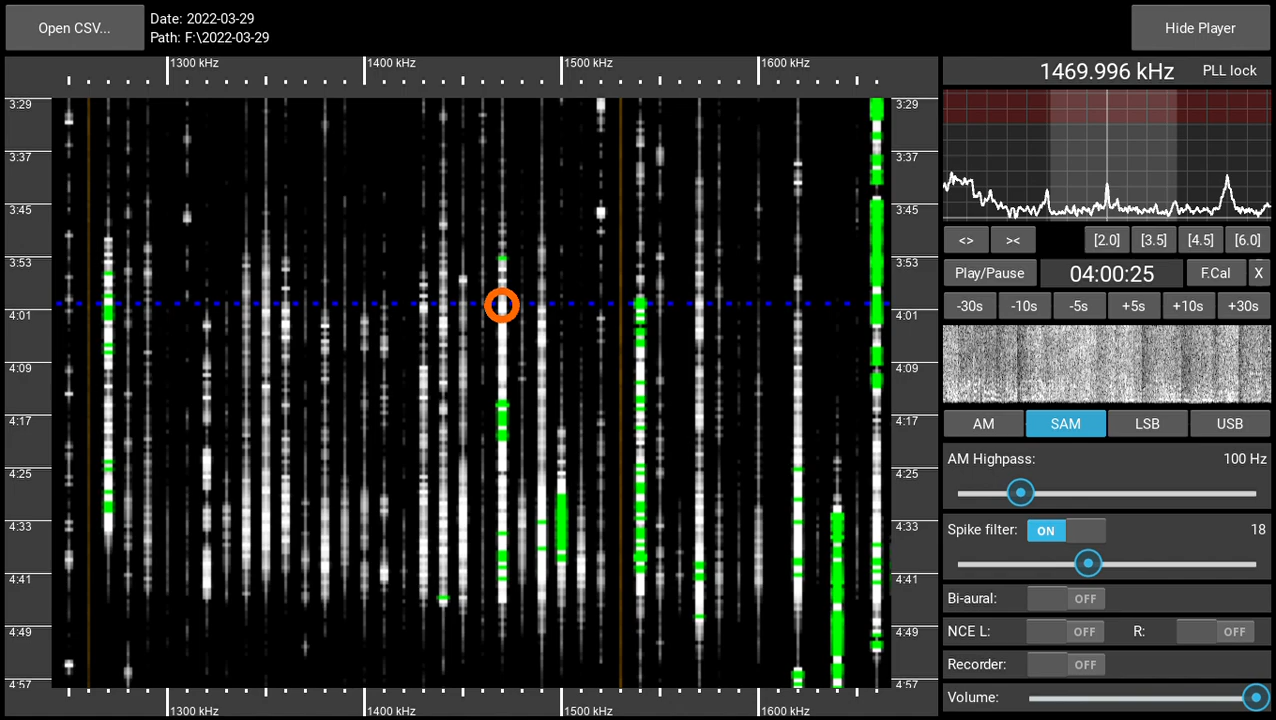 Open CSV...
Date: 2022-03-29
Path: F:\2022-03-29
Hide Player
1300 kHz 1400 kHz 1500 kHz 1600 kHz
3:29 3:29
3:37 3:37
3:45 3:45
3:53 3:53
4:01 4:01
4:09 4:09
4:17 4:17
4:25 4:25
4:33 4:33
4:41 4:41
4:49 4:49
4:57 4:57
1300 kHz 1400 kHz 1500 kHz 1600 kHz
1469.996 kHz PLL lock
<> >< [2.0] [3.5] [4.5] [6.0]
Play/Pause 04:00:25 F.Cal X
-30s -10s -5s +5s +10s +30s
AM SAM LSB USB
AM Highpass: 100 Hz
Spike filter: ON 18
Bi-aural: OFF
NCE L: OFF R: OFF
Recorder: OFF
Volume: